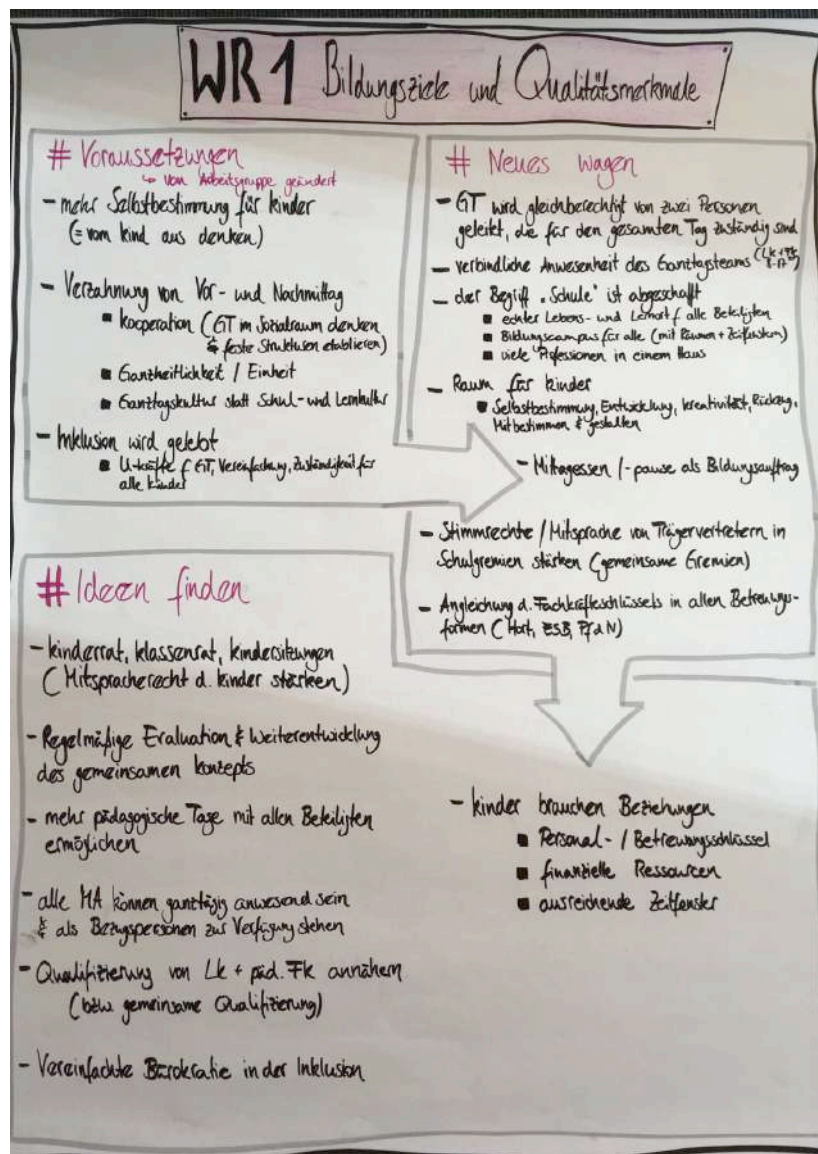 WR1 Bildungsziele und Qualitätsmerkmale
# Voraussetzungen
↳ von Arbeitsgruppe geändert
- mehr Selbstbestimmung für kinder
(= vom kind aus denken)
- Verzahnung von Vor- und Nachmittag
■ kooperation (GT im Sozialraum denken
& feste Strukturen etablieren)
■ Ganzheitlichkeit / Einheit
■ Ganztagskultur statt Schul- und Lernkultur
- Inklusion wird gelebt
■ U-kräfte f. GT, Vereinfachung, Zuständigkeit für
alle kinder
# Neues wagen
- GT wird gleichberechtigt von zwei Personen
geleitet, die für den gesamten Tag zuständig sind
- verbindliche Anwesenheit des Ganztagsteams (Lk + Fk
8-17)
- der Begriff "Schule" ist abgeschafft
■ echter Lebens- und Lernort f. alle Beteiligten
■ Bildungscampus für alle (mit Räumen + Zeitfenstern)
■ viele Professionen in einem Haus
- Raum für kinder
■ Selbstbestimmung, Entwicklung, kreativität, Rückzug,
Mitbestimmen & gestalten
- Mittagessen /-pause als Bildungsauftrag
- Stimmrechte / Mitsprache von Trägervertretern in
Schulgremien stärken (gemeinsame Gremien)
- Angleichung d. Fachkräfteschlüssels in allen Betreuungs-
formen (Hort, ESB, PfdN)
# Ideen finden
- kinderrat, klassenrat, kindersitzungen
(Mitspracherecht d. kinder stärken)
- Regelmäßige Evaluation & Weiterentwicklung
des gemeinsamen konzepts
- mehr pädagogische Tage mit allen Beteiligten
ermöglichen
- alle MA können ganztägig anwesend sein
& als Bezugspersonen zur Verfügung stehen
- Qualifizierung von Lk + päd. Fk annähern
(bzw. gemeinsame Qualifizierung)
- Vereinfachte Bürokratie in der Inklusion
- kinder brauchen Beziehungen
■ Personal- / Betreuungsschlüssel
■ finanzielle Ressourcen
■ ausreichende Zeitfenster